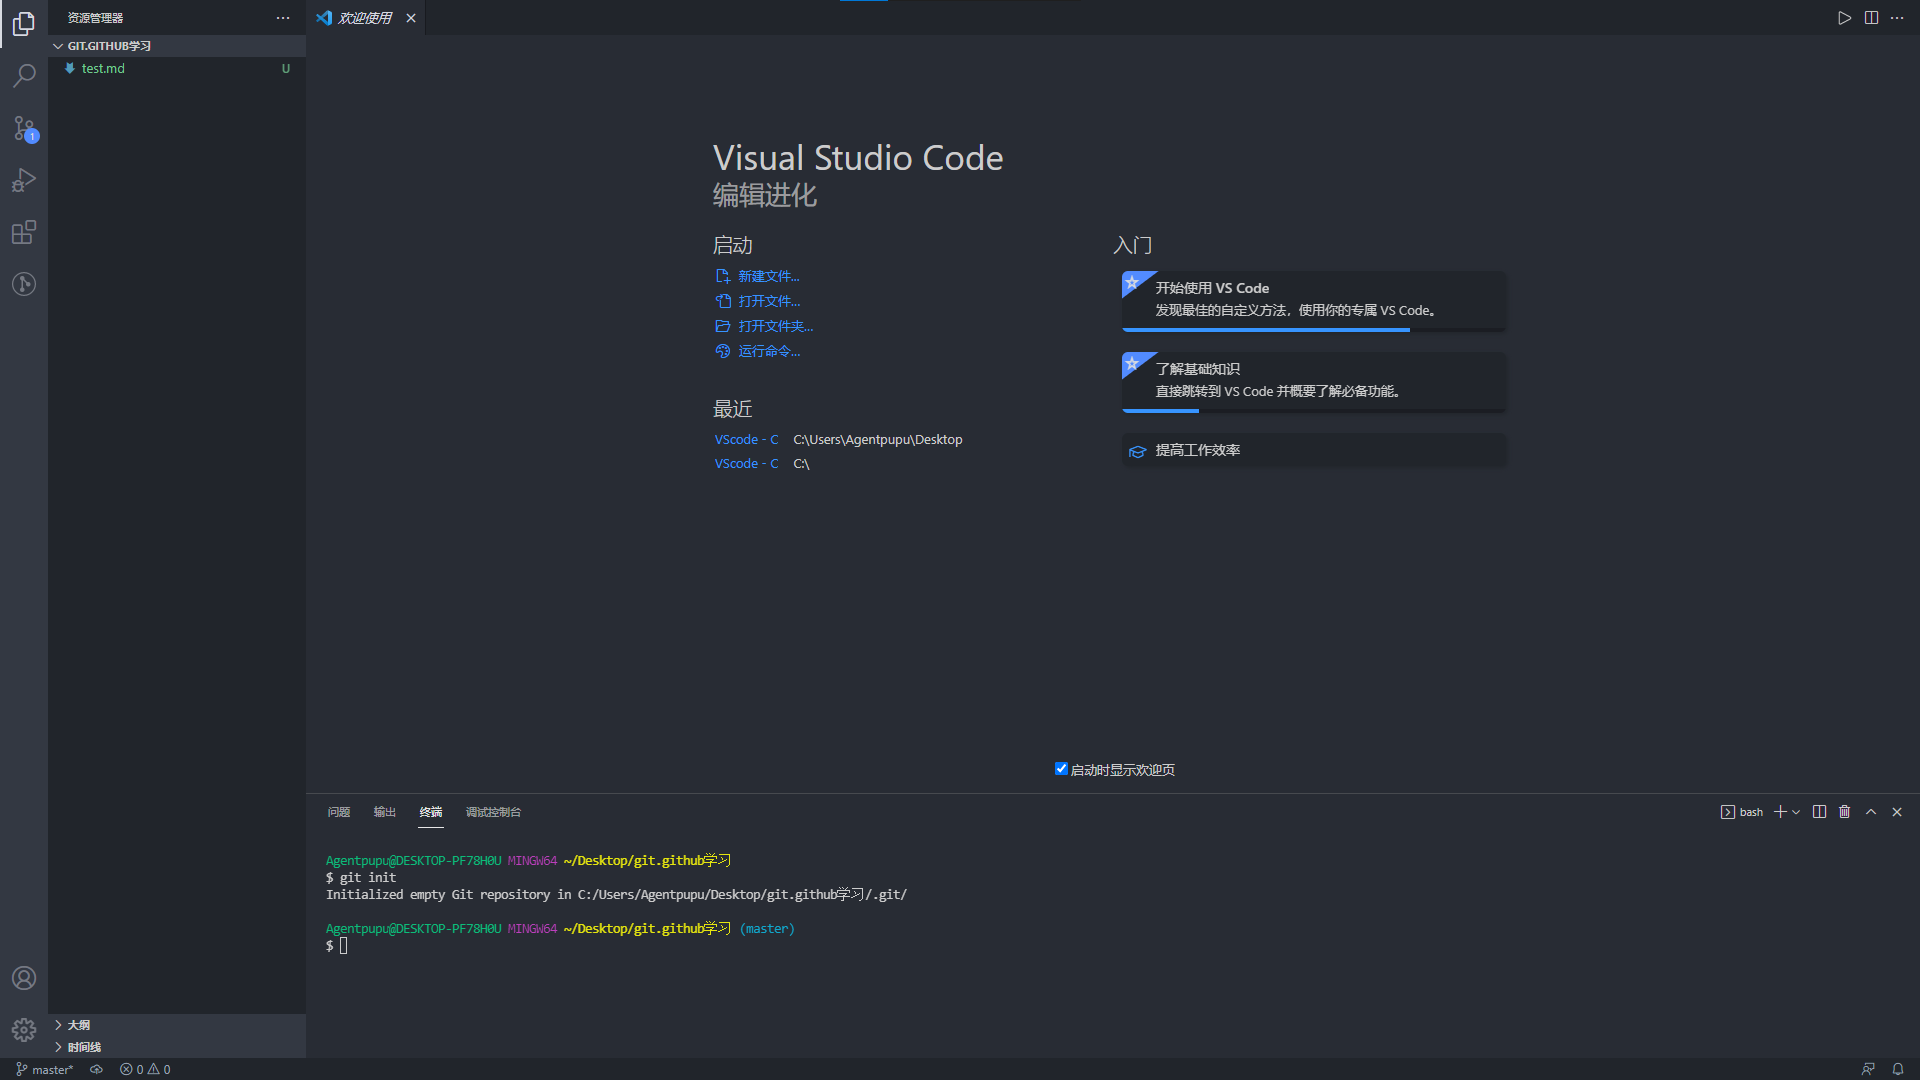 资源管理器
欢迎使用
GIT.GITHUB学习
test.md U
1
Visual Studio Code
编辑进化
启动
新建文件...
打开文件...
打开文件夹...
运行命令...
最近
VScode - C C:\Users\Agentpupu\Desktop
VScode - C C:\
入门
开始使用 VS Code
发现最佳的自定义方法，使用你的专属 VS Code。
了解基础知识
直接跳转到 VS Code 并概要了解必备功能。
提高工作效率
启动时显示欢迎页
问题 输出 终端 调试控制台
bash
Agentpupu@DESKTOP-PF78H0U MINGW64 ~/Desktop/git.github学习
$ git init
Initialized empty Git repository in C:/Users/Agentpupu/Desktop/git.github学习/.git/
Agentpupu@DESKTOP-PF78H0U MINGW64 ~/Desktop/git.github学习 (master)
$
大纲
时间线
master* 0 0